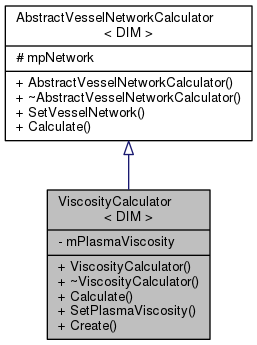 AbstractVesselNetworkCalculator
< DIM >
# mpNetwork
+ AbstractVesselNetworkCalculator()
+ ~AbstractVesselNetworkCalculator()
+ SetVesselNetwork()
+ Calculate()
ViscosityCalculator
< DIM >
- mPlasmaViscosity
+ ViscosityCalculator()
+ ~ViscosityCalculator()
+ Calculate()
+ SetPlasmaViscosity()
+ Create()